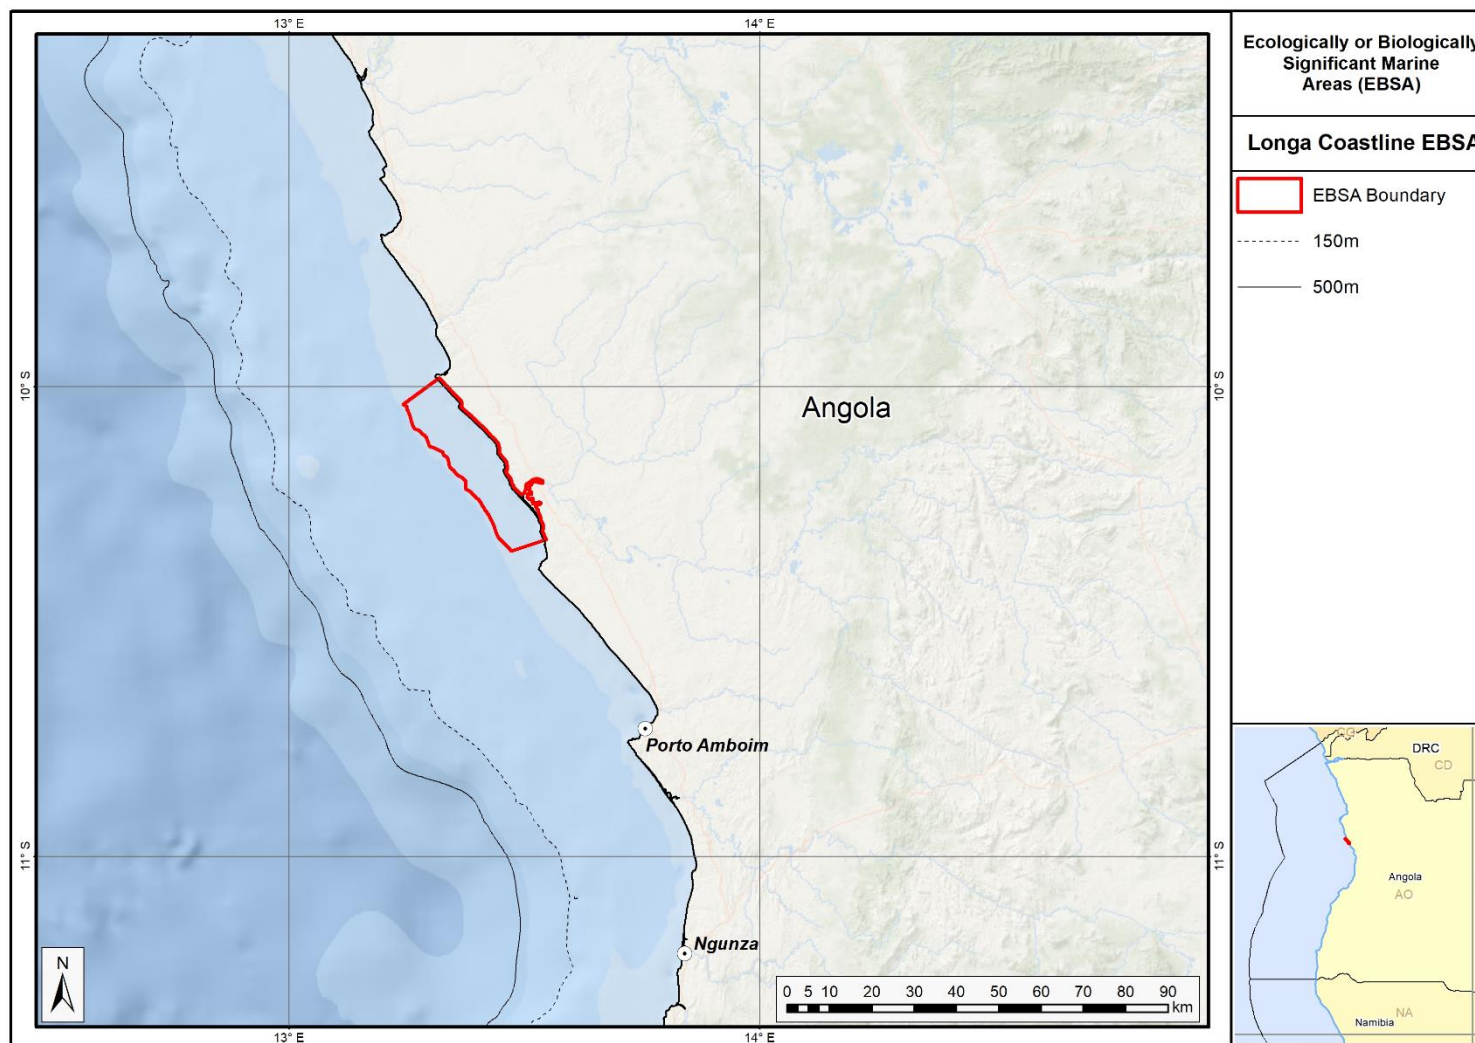 13° E
14° E
10° S
10° S
Angola
Porto Amboim
11° S
11° S
Ngunza
N
0 5 10 20 30 40 50 60 70 80 90
km
13° E
14° E
Ecologically or Biologically
Significant Marine
Areas (EBSA)
Longa Coastline EBSA
EBSA Boundary
150m
500m
DRC
CD
Angola
AO
NA
Namibia